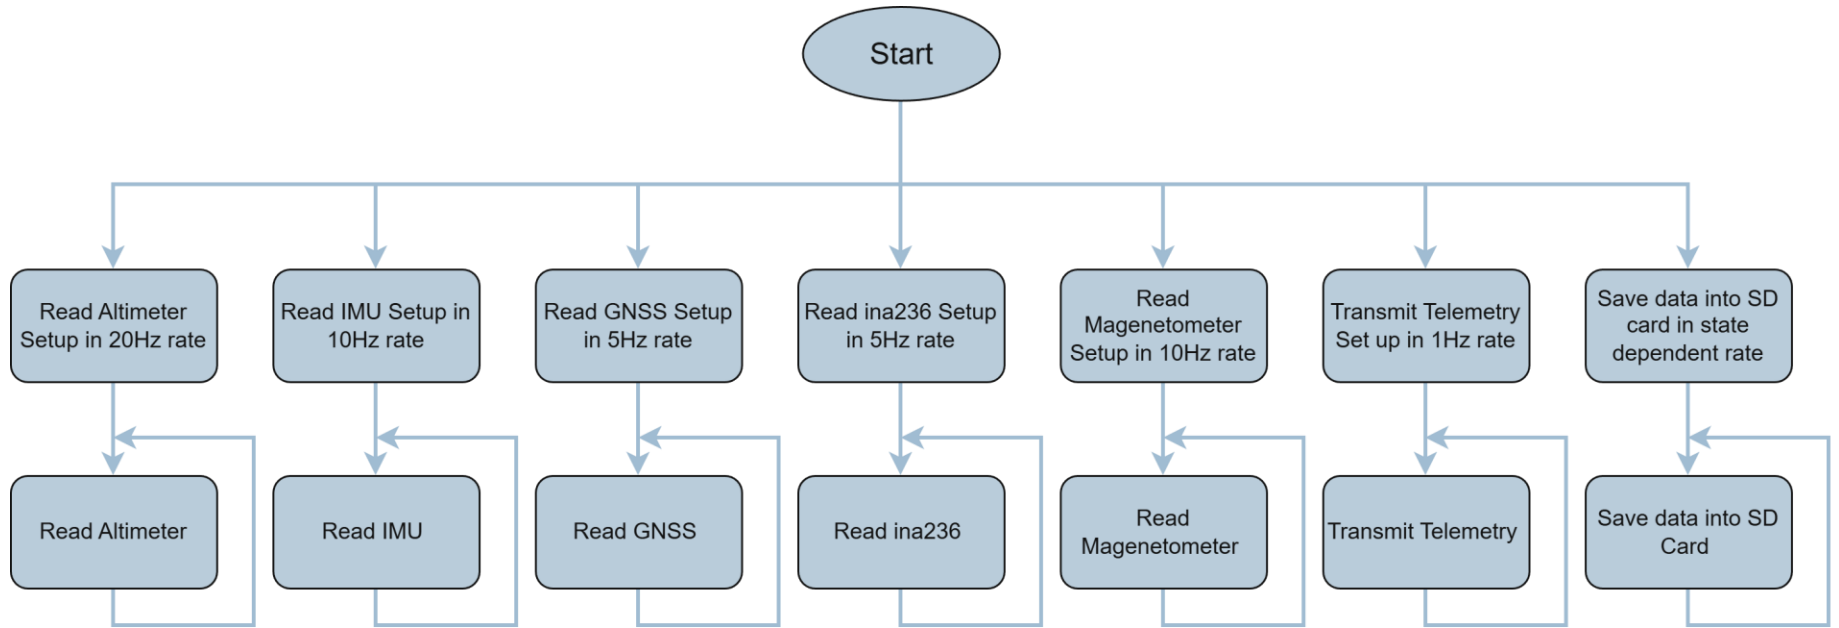 Start
Read Altimeter
Setup in 20Hz rate
Read IMU Setup in
10Hz rate
Read GNSS Setup
in 5Hz rate
Read ina236 Setup
in 5Hz rate
Read
Magenetometer
Setup in 10Hz rate
Transmit Telemetry
Set up in 1Hz rate
Save data into SD
card in state
dependent rate
Read Altimeter
Read IMU
Read GNSS
Read ina236
Read
Magenetometer
Transmit Telemetry
Save data into SD
Card